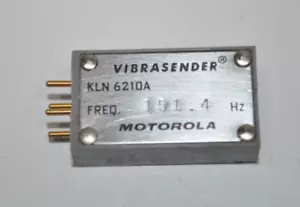 VIBRASENDER®
KLN 6210A
FREQ. 151.4 Hz
MOTOROLA